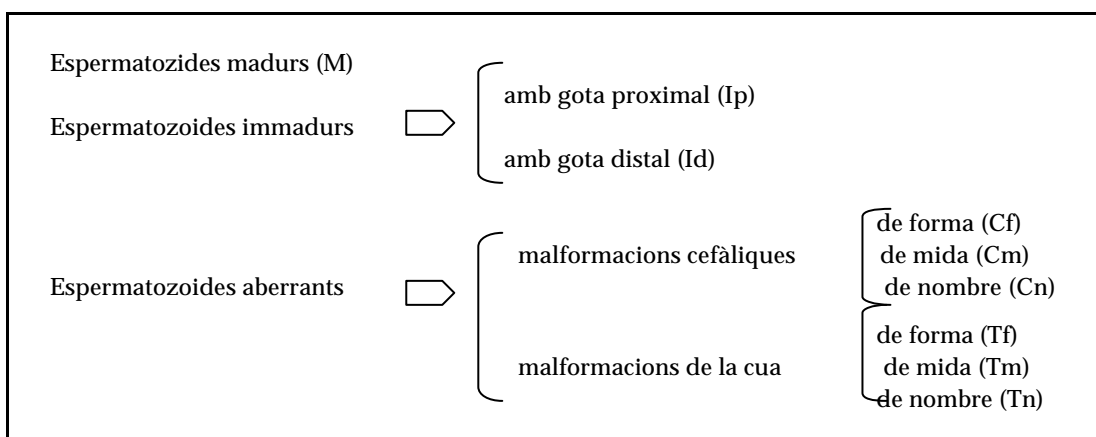 Espermatozides madurs (M)
amb gota proximal (Ip)
Espermatozoides immadurs
amb gota distal (Id)
de forma (Cf)
malformacions cefàliques
de mida (Cm)
Espermatozoides aberrants
de nombre (Cn)
de forma (Tf)
malformacions de la cua
de mida (Tm)
de nombre (Tn)